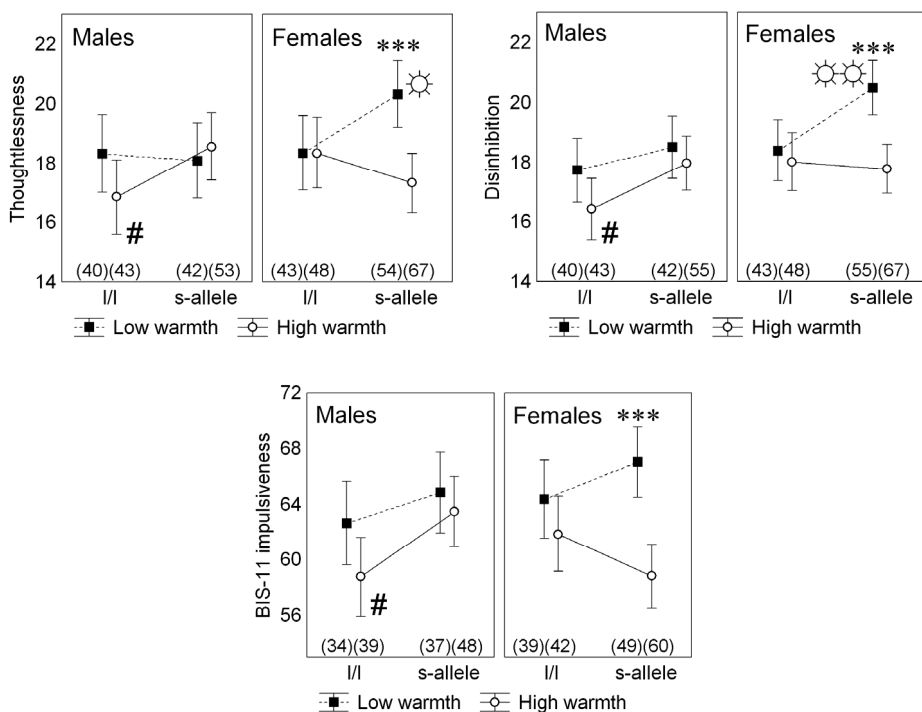 Thoughtlessness
22
20
18
16
14
Males
Females
***
#
(40)(43)
(42)(53)
(43)(48)
(54)(67)
l/l
s-allele
l/l
s-allele
Low warmth
High warmth
Disinhibition
22
20
18
16
14
Males
Females
***
#
(40)(43)
(42)(55)
(43)(48)
(55)(67)
l/l
s-allele
l/l
s-allele
Low warmth
High warmth
BIS-11 impulsiveness
72
68
64
60
56
Males
Females
***
#
(34)(39)
(37)(48)
(39)(42)
(49)(60)
l/l
s-allele
l/l
s-allele
Low warmth
High warmth